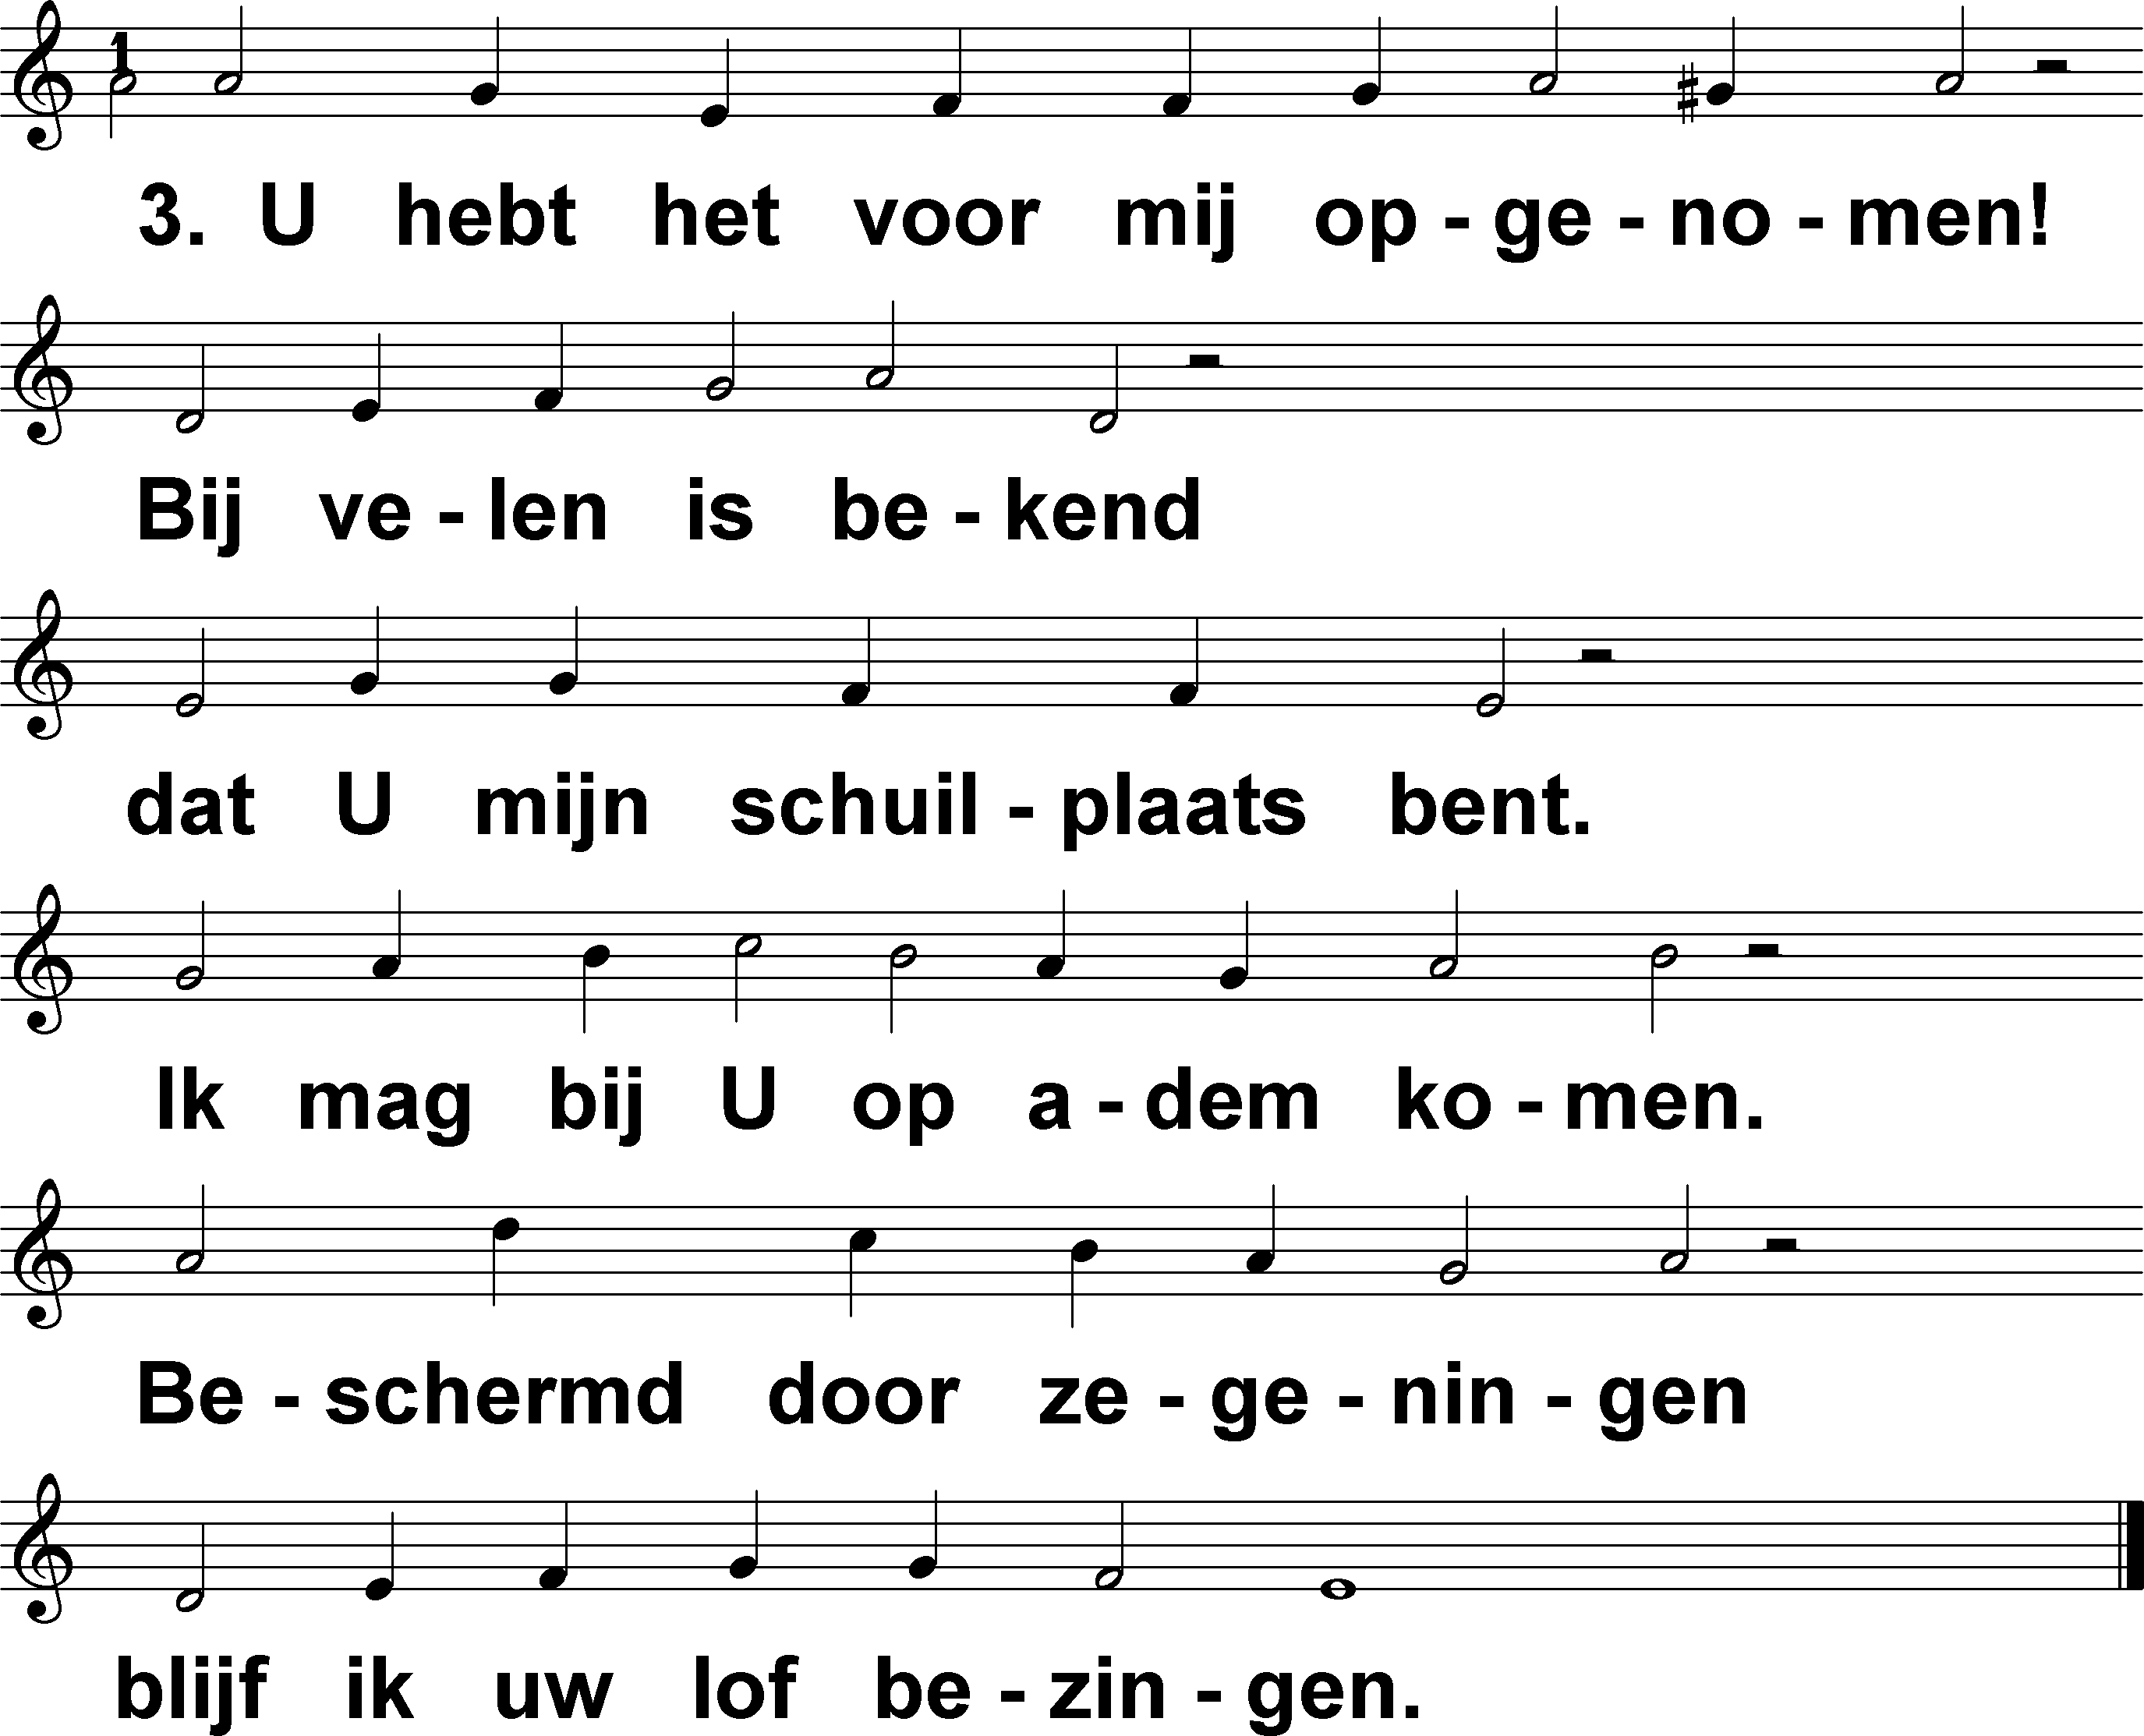 1
3. U hebt het voor mij op - ge - no - men!
Bij ve - len is be - kend
dat U mijn schuil - plaats bent.
Ik mag bij U op a - dem ko - men.
Be - schermd door ze - ge - nin - gen
blijf ik uw lof be - zin - gen.